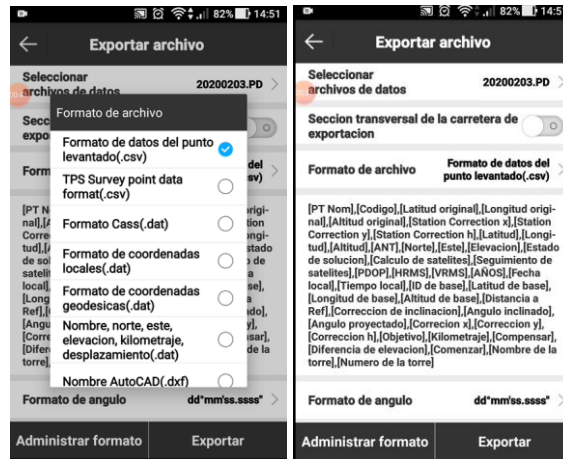 82% 14:51
Exportar archivo
Seleccionar
archivos de datos
20200203.PD
Formato de archivo
Formato de datos del punto
levantado(.csv)
TPS Survey point data
format(.csv)
Formato Cass(.dat)
Formato de coordenadas
locales(.dat)
Formato de coordenadas
geodesicas(.dat)
Nombre, norte, este,
elevacion, kilometraje,
desplazamiento(.dat)
Nombre AutoCAD(.dxf)
Formato de angulo
dd°mm'ss.ssss"
Administrar formato
Exportar
82% 14:5
Exportar archivo
Seleccionar
archivos de datos
20200203.PD
Seccion transversal de la carretera de
exportacion
Formato de archivo
Formato de datos del
punto levantado(.csv)
[PT Nom],[Codigo],[Latitud original],[Longitud origi-
nal],[Altitud original],[Station Correction x],[Station
Correction y],[Station Correction h],[Latitud],[Longi-
tud],[Altitud],[ANT],[Norte],[Este],[Elevacion],[Estado
de solucion],[Calculo de satelites],[Seguimiento de
satelites],[PDOP],[HRMS],[VRMS],[AÑOS],[Fecha
local],[Tiempo local],[ID de base],[Latitud de base],
[Longitud de base],[Altitud de base],[Distancia a
Ref],[Correccion de inclinacion],[Angulo inclinado],
[Angulo proyectado],[Correcion x],[Correccion y],
[Correccion h],[Objetivo],[Kilometraje],[Compensar],
[Diferencia de elevacion],[Comenzar],[Nombre de la
torre],[Numero de la torre]
Formato de angulo
dd°mm'ss.ssss"
Administrar formato
Exportar